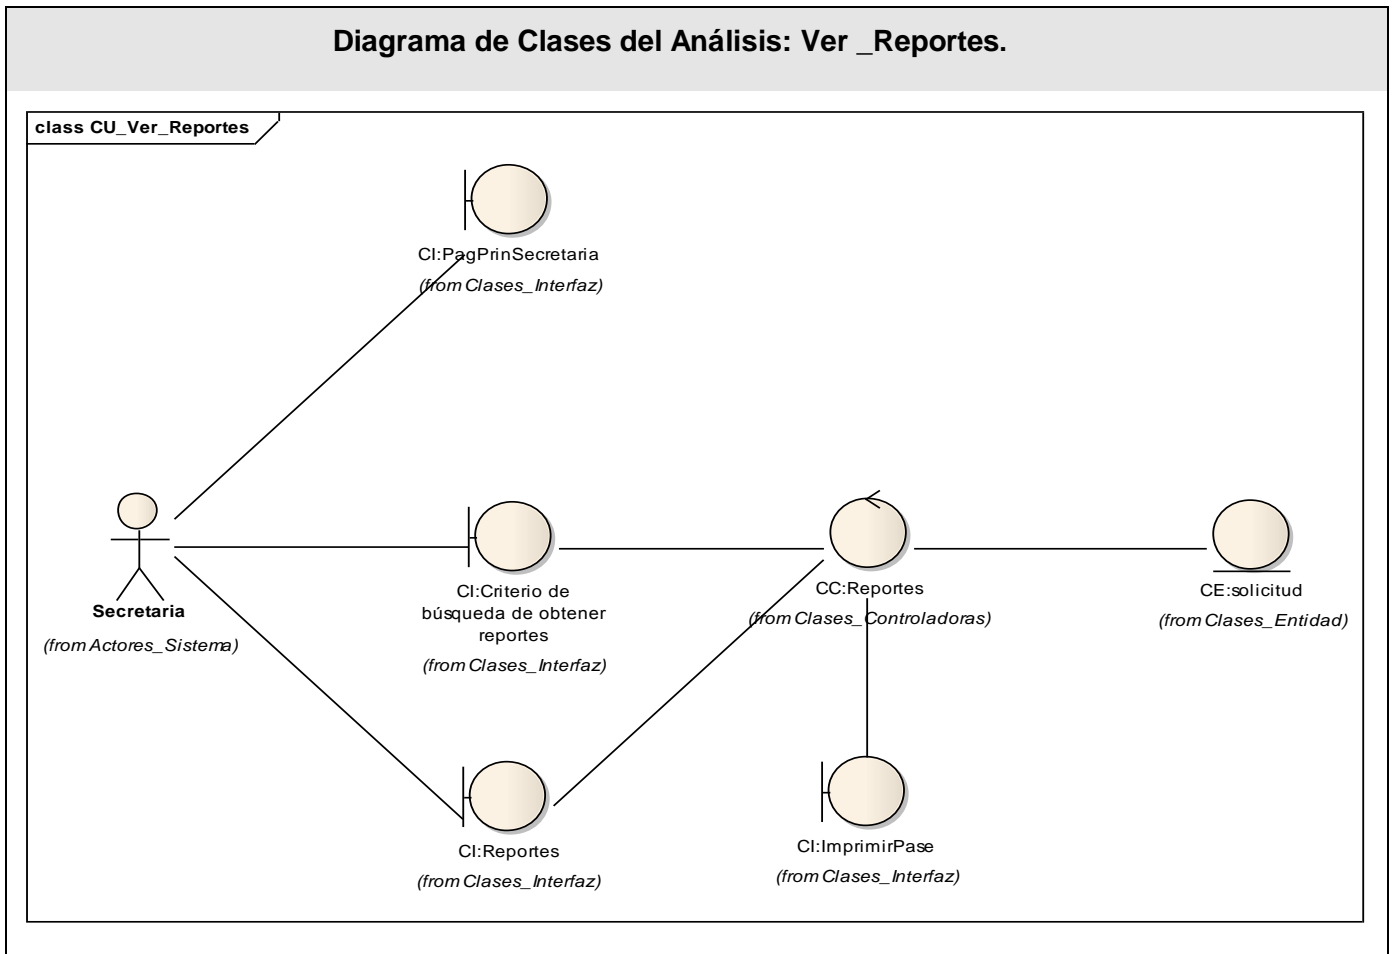 Diagrama de Clases del Análisis: Ver _Reportes.
class CU_Ver_Reportes
CI:PagPrinSecretaria
(from Clases_Interfaz)
Secretaria
(from Actores_Sistema)
CI:Criterio de
búsqueda de obtener
reportes
(from Clases_Interfaz)
CC:Reportes
(from Clases_Controladoras)
CE:solicitud
(from Clases_Entidad)
CI:Reportes
(from Clases_Interfaz)
CI:ImprimirPase
(from Clases_Interfaz)